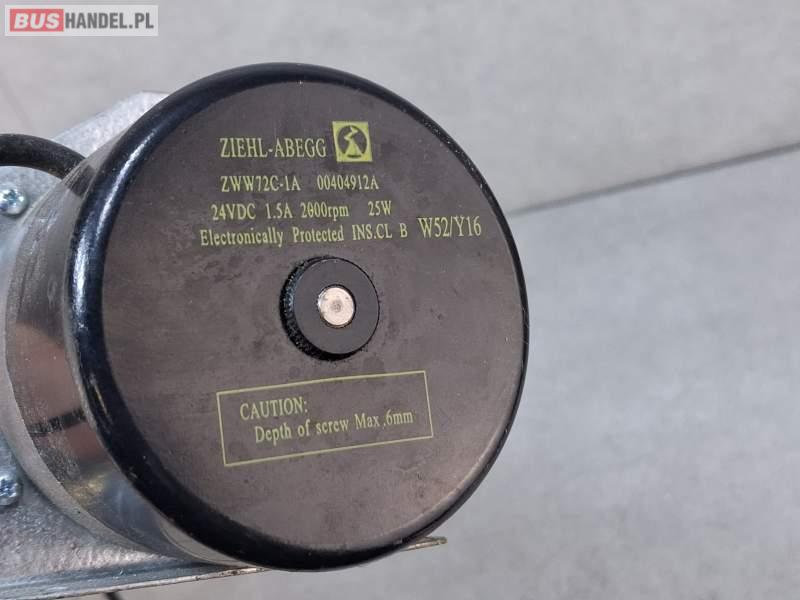 BUSHANDEL.PL
ZIEHL-ABEGG
ZWW72C-1A 00404912A
24VDC 1.5A 2000rpm 25W
Electronically Protected INS.CL B W52/Y16
CAUTION:
Depth of screw Max .6mm